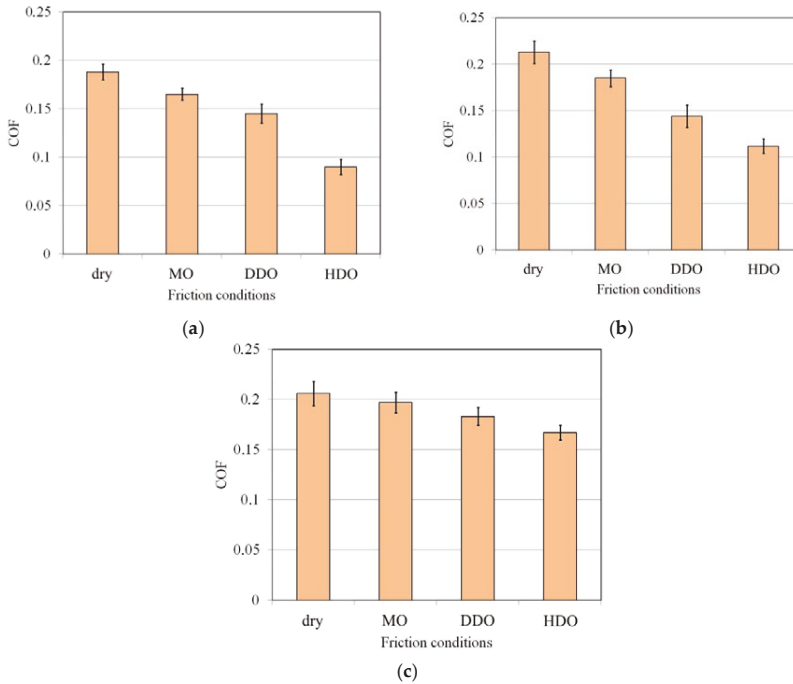 0.25
0.2
0.15
0.1
0.05
0
COF
dry MO DDO HDO
Friction conditions
(a)
0.25
0.2
0.15
0.1
0.05
0
COF
dry MO DDO HDO
Friction conditions
(b)
0.25
0.2
0.15
0.1
0.05
0
COF
dry MO DDO HDO
Friction conditions
(c)